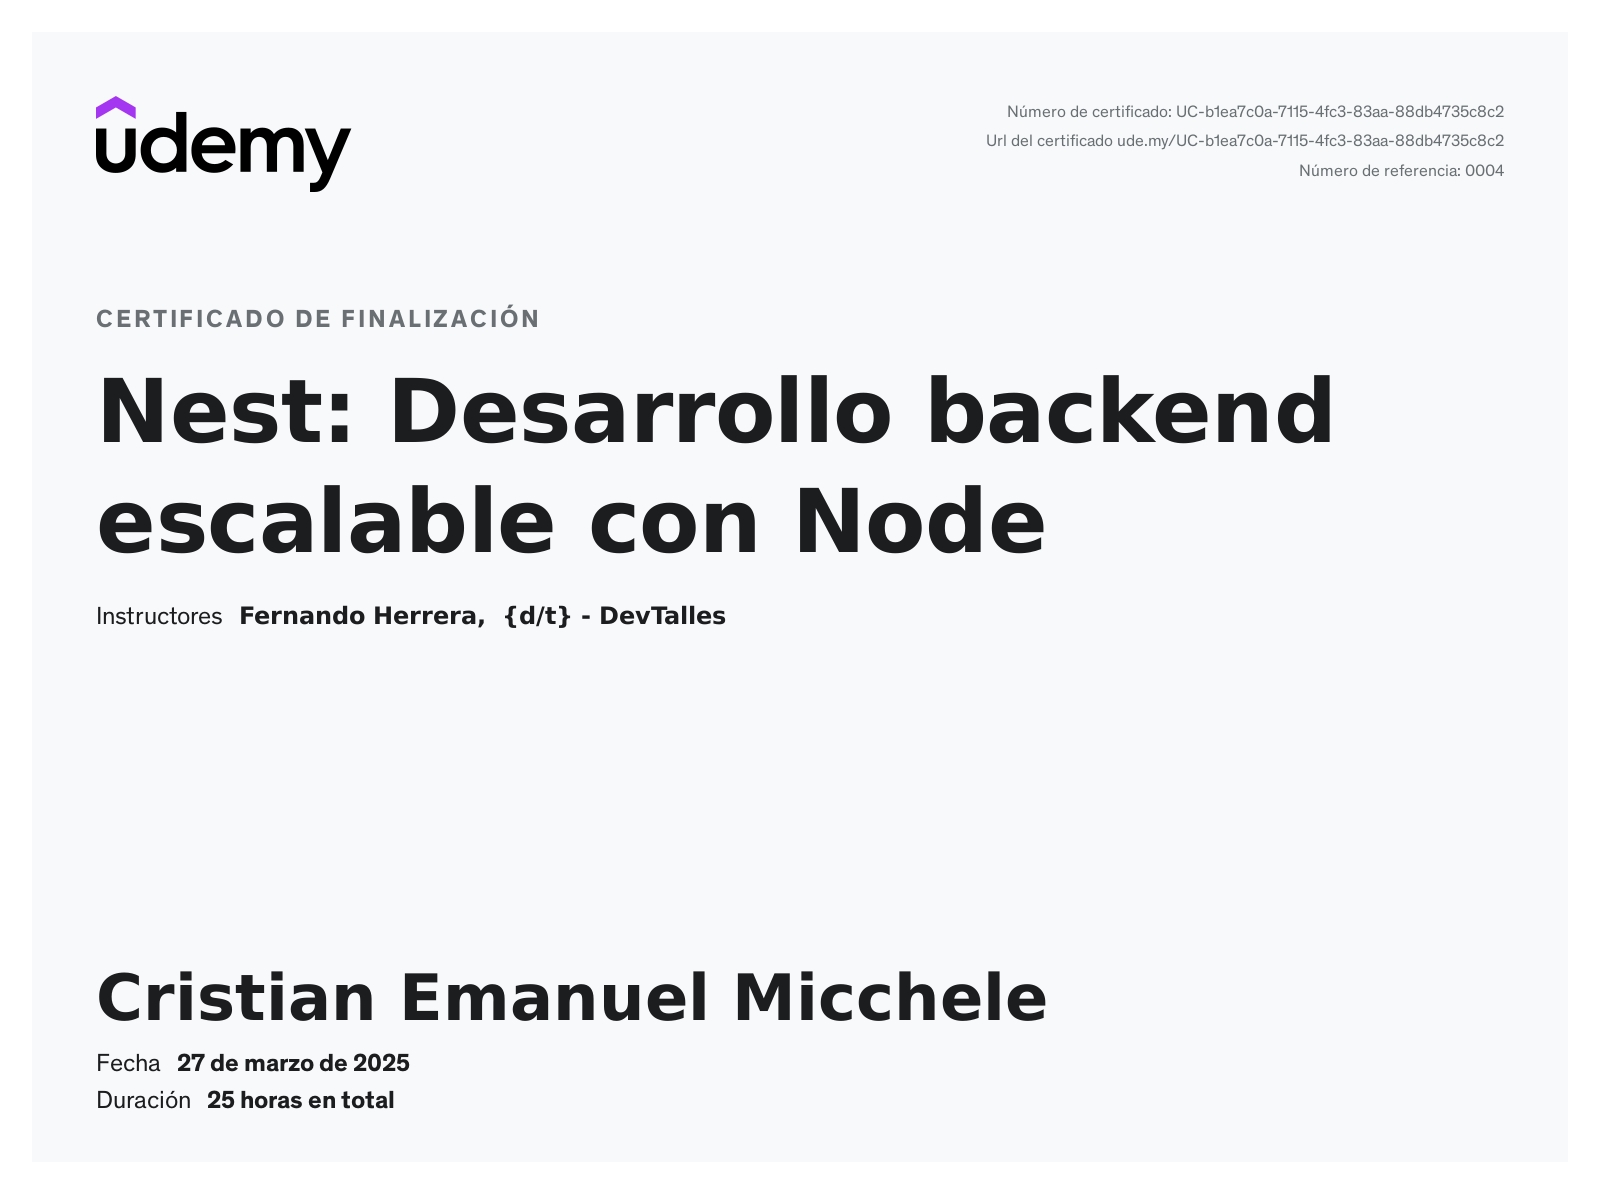 udemy
Número de certificado: UC-b1ea7c0a-7115-4fc3-83aa-88db4735c8c2
Url del certificado ude.my/UC-b1ea7c0a-7115-4fc3-83aa-88db4735c8c2
Número de referencia: 0004
CERTIFICADO DE FINALIZACIÓN
Nest: Desarrollo backend
escalable con Node
Instructores Fernando Herrera, {d/t} - DevTalles
Cristian Emanuel Micchele
Fecha 27 de marzo de 2025
Duración 25 horas en total